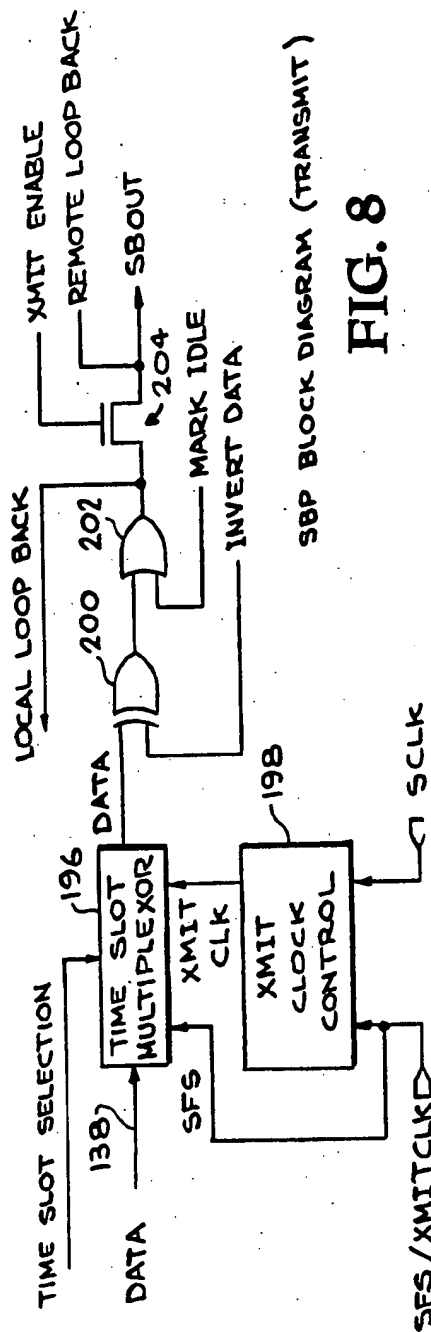 TIME SLOT SELECTION
DATA
138
196
TIME SLOT
MULTIPLEXOR
SFS
XMIT
CLK
198
XMIT
CLOCK
CONTROL
SFS/XMITCLK
SCLK
DATA
200
202
LOCAL LOOP BACK
204
XMIT ENABLE
REMOTE LOOP BACK
SBOUT
MARK IDLE
INVERT DATA
SBP BLOCK DIAGRAM (TRANSMIT)
FIG. 8